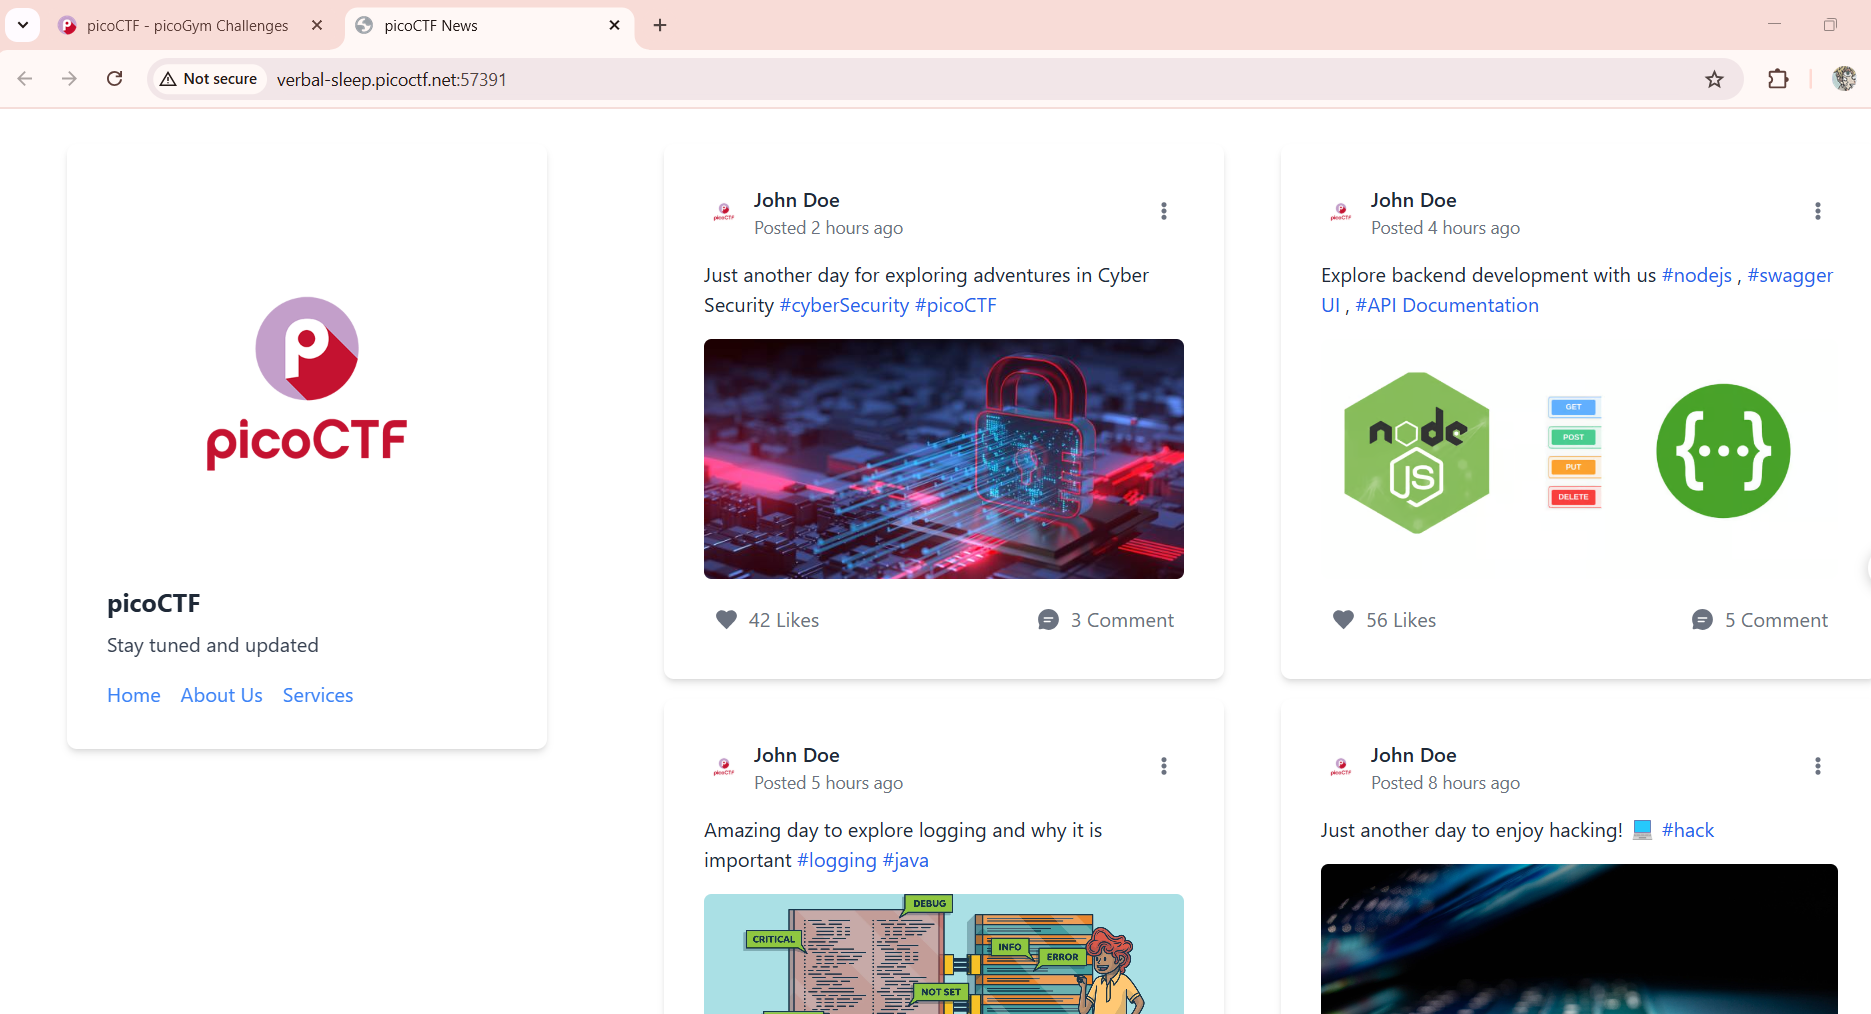 picoCTF - picoGym Challenges
picoCTF News
Not secure
verbal-sleep.picoctf.net:57391
picoCTF
picoCTF
Stay tuned and updated
Home About Us Services
picoCTF
John Doe
Posted 2 hours ago
Just another day for exploring adventures in Cyber
Security #cyberSecurity #picoCTF
42 Likes
3 Comment
picoCTF
John Doe
Posted 4 hours ago
Explore backend development with us #nodejs , #swagger
UI , #API Documentation
node
JS
GET
POST
PUT
DELETE
{...}
56 Likes
5 Comment
picoCTF
John Doe
Posted 5 hours ago
Amazing day to explore logging and why it is
important #logging #java
DEBUG
CRITICAL
INFO
ERROR
NOT SET
picoCTF
John Doe
Posted 8 hours ago
Just another day to enjoy hacking! 💻 #hack